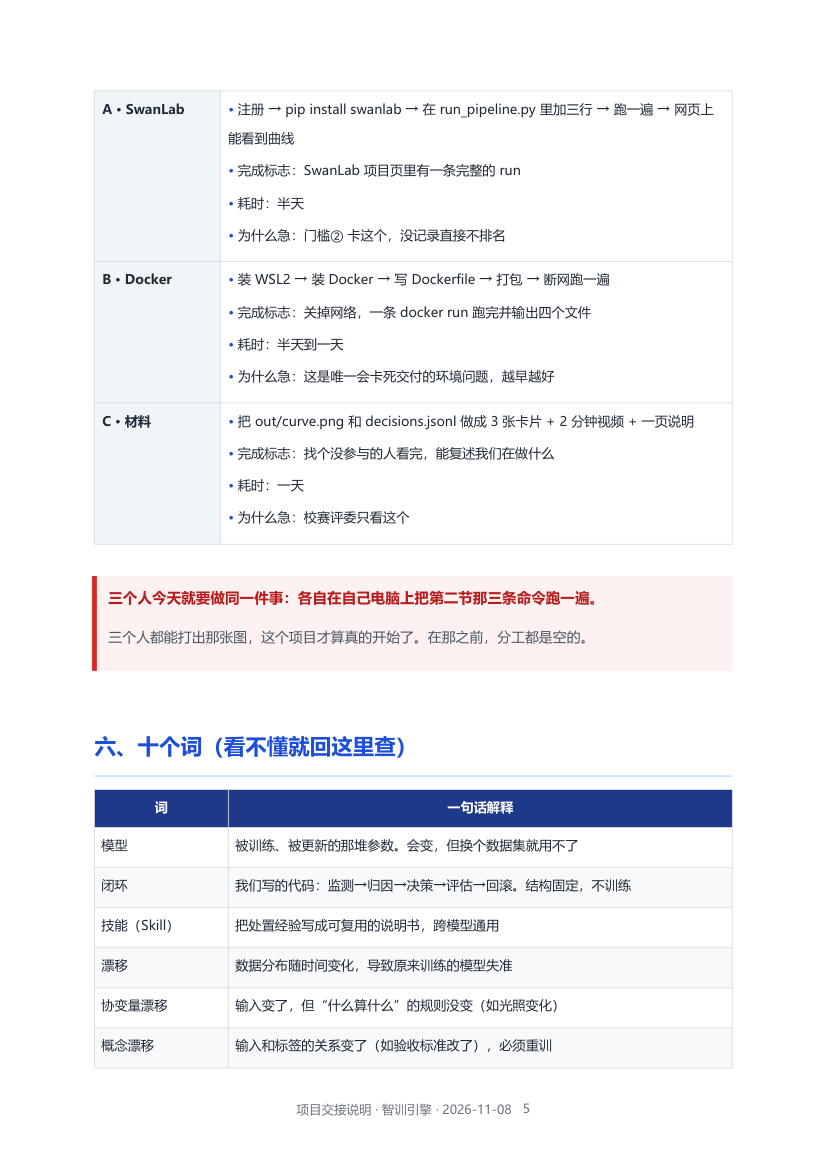 A • SwanLab
• 注册 → pip install swanlab → 在 run_pipeline.py 里加三行 → 跑一遍 → 网页上
能看到曲线
• 完成标志：SwanLab 项目页里有一条完整的 run
• 耗时：半天
• 为什么急：门槛② 卡这个，没记录直接不排名
B • Docker
• 装 WSL2 → 装 Docker → 写 Dockerfile → 打包 → 断网跑一遍
• 完成标志：关掉网络，一条 docker run 跑完并输出四个文件
• 耗时：半天到一天
• 为什么急：这是唯一会卡死交付的环境问题，越早越好
C • 材料
• 把 out/curve.png 和 decisions.jsonl 做成 3 张卡片 + 2 分钟视频 + 一页说明
• 完成标志：找个没参与的人看完，能复述我们在做什么
• 耗时：一天
• 为什么急：校赛评委只看这个
三个人今天就要做同一件事：各自在自己电脑上把第二节那三条命令跑一遍。
三个人都能打出那张图，这个项目才算真的开始了。在那之前，分工都是空的。
六、十个词（看不懂就回这里查）
词 一句话解释
模型 被训练、被更新的那堆参数。会变，但换个数据集就用不了
闭环 我们写的代码：监测→归因→决策→评估→回滚。结构固定，不训练
技能（Skill） 把处置经验写成可复用的说明书，跨模型通用
漂移 数据分布随时间变化，导致原来训练的模型失准
协变量漂移 输入变了，但“什么算什么”的规则没变（如光照变化）
概念漂移 输入和标签的关系变了（如验收标准改了），必须重训
项目交接说明 · 智训引擎 · 2026-11-08 5